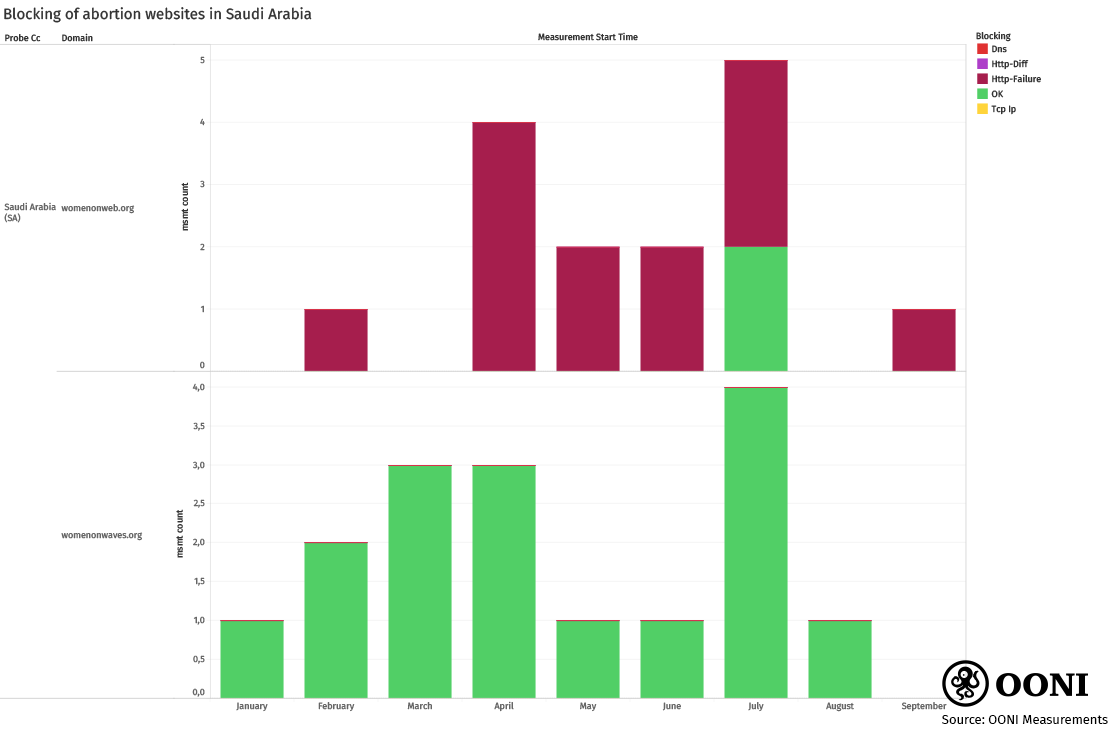 Blocking of abortion websites in Saudi Arabia
Probe Cc
Domain
Measurement Start Time
Blocking
Dns
Http-Diff
Http-Failure
OK
Tcp Ip
Saudi Arabia
(SA)
womenonweb.org
msmt count
5
4
3
2
1
0
womenonwaves.org
msmt count
4,0
3,5
3,0
2,5
2,0
1,5
1,0
0,5
0,0
January February March April May June July August September
OONI
Source: OONI Measurements